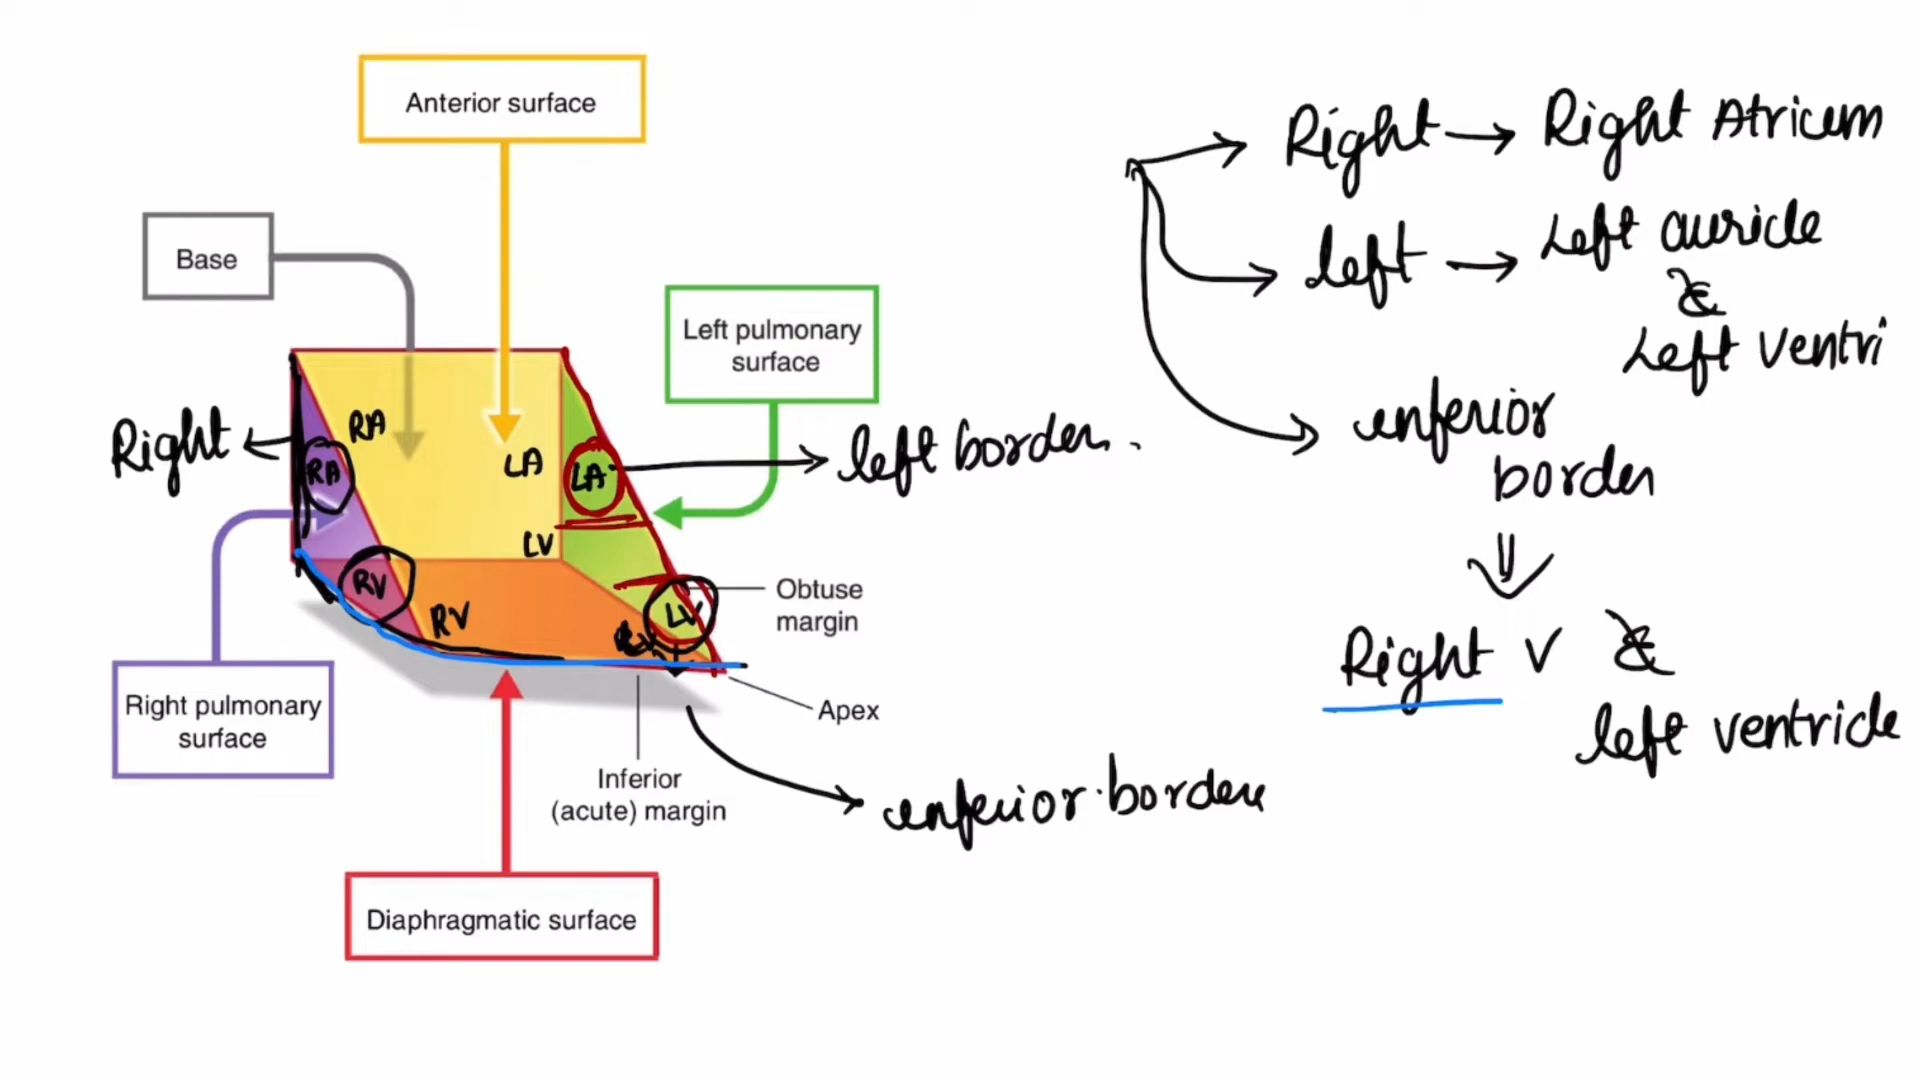 Anterior surface
Base
Left pulmonary
surface
Right
RA
RA
LA
LA
left border.
LV
RV
RV
LV
Obtuse
margin
Right pulmonary
surface
Apex
Inferior
(acute) margin
inferior border
Diaphragmatic surface
Right → Right Atrium
left → Left auricle
&
Left Ventri
inferior
border
Right V &
left ventricle